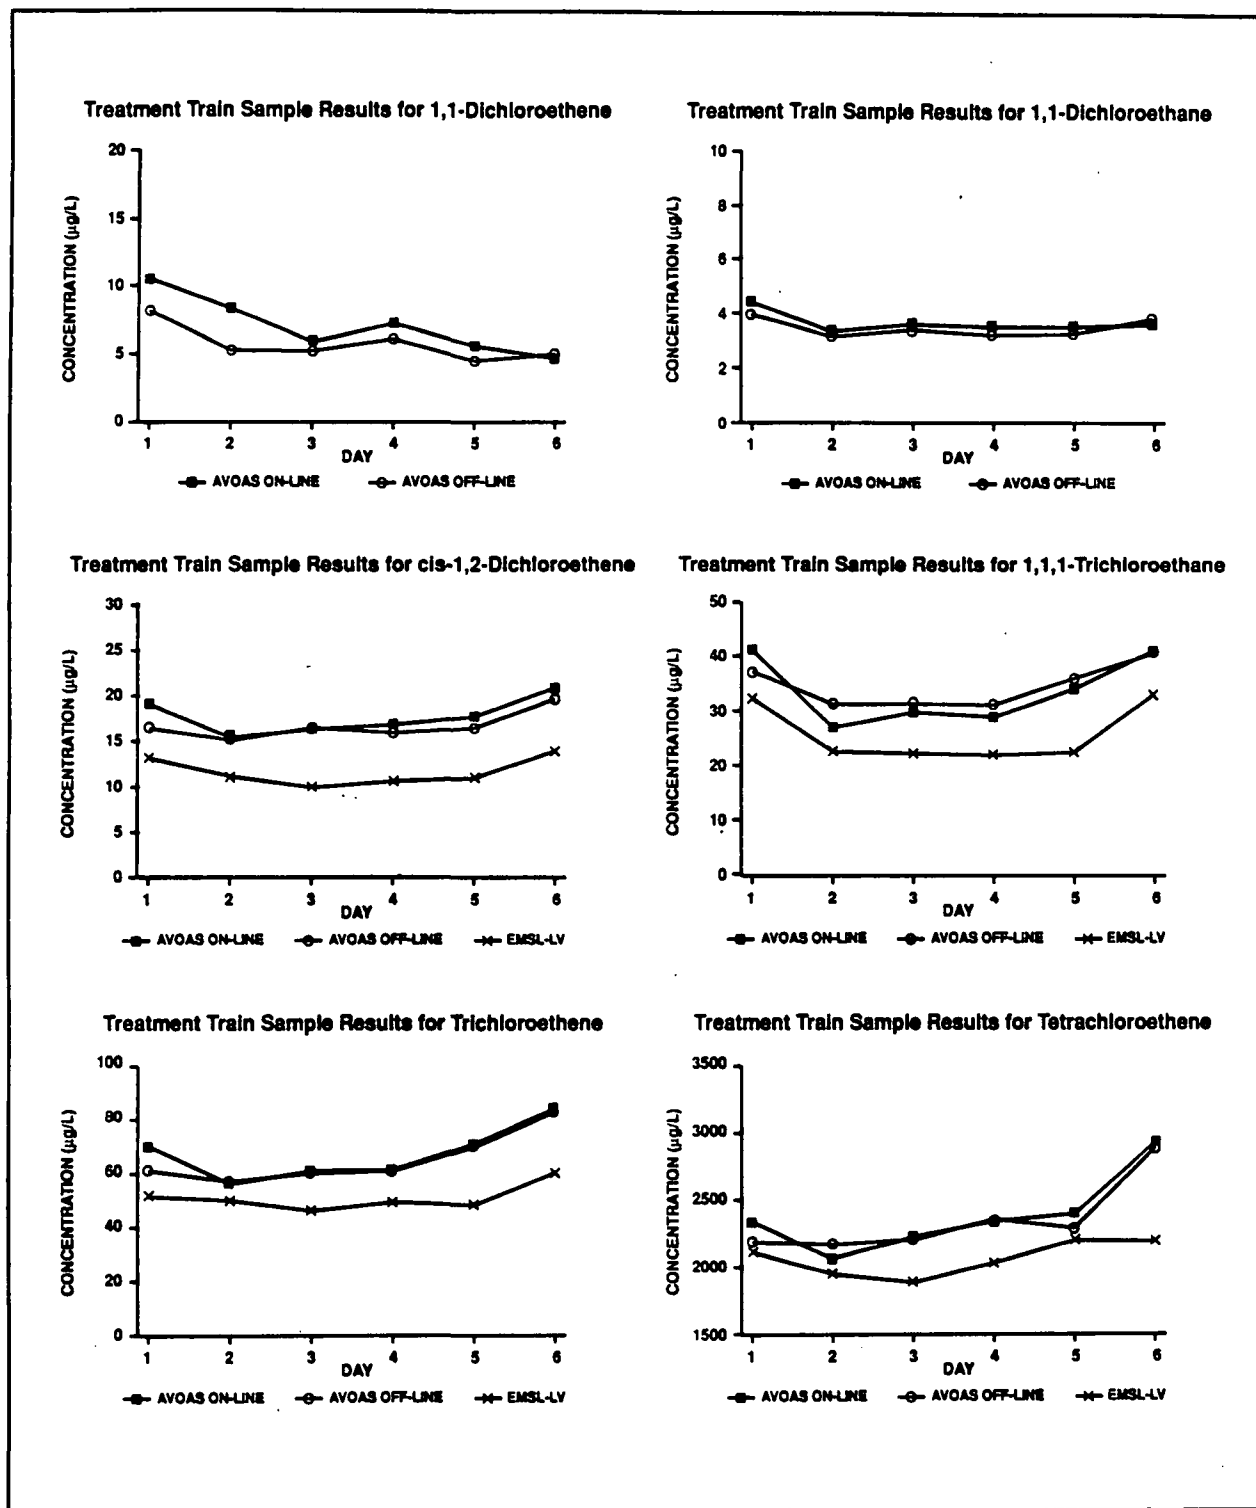 Treatment Train Sample Results for 1,1-Dichloroethene
CONCENTRATION (µg/L)
20
15
10
5
0
1 2 3 4 5 6
DAY
AVOAS ON-LINE AVOAS OFF-LINE
Treatment Train Sample Results for 1,1-Dichloroethane
CONCENTRATION (µg/L)
10
8
6
4
2
0
1 2 3 4 5 6
DAY
AVOAS ON-LINE AVOAS OFF-LINE
Treatment Train Sample Results for cis-1,2-Dichloroethene
CONCENTRATION (µg/L)
30
25
20
15
10
5
0
1 2 3 4 5 6
DAY
AVOAS ON-LINE AVOAS OFF-LINE EMSL-LV
Treatment Train Sample Results for 1,1,1-Trichloroethane
CONCENTRATION (µg/L)
50
40
30
20
10
0
1 2 3 4 5 6
DAY
AVOAS ON-LINE AVOAS OFF-LINE EMSL-LV
Treatment Train Sample Results for Trichloroethene
CONCENTRATION (µg/L)
100
80
60
40
20
0
1 2 3 4 5 6
DAY
AVOAS ON-LINE AVOAS OFF-LINE EMSL-LV
Treatment Train Sample Results for Tetrachloroethene
CONCENTRATION (µg/L)
3500
3000
2500
2000
1500
1 2 3 4 5 6
DAY
AVOAS ON-LINE AVOAS OFF-LINE EMSL-LV